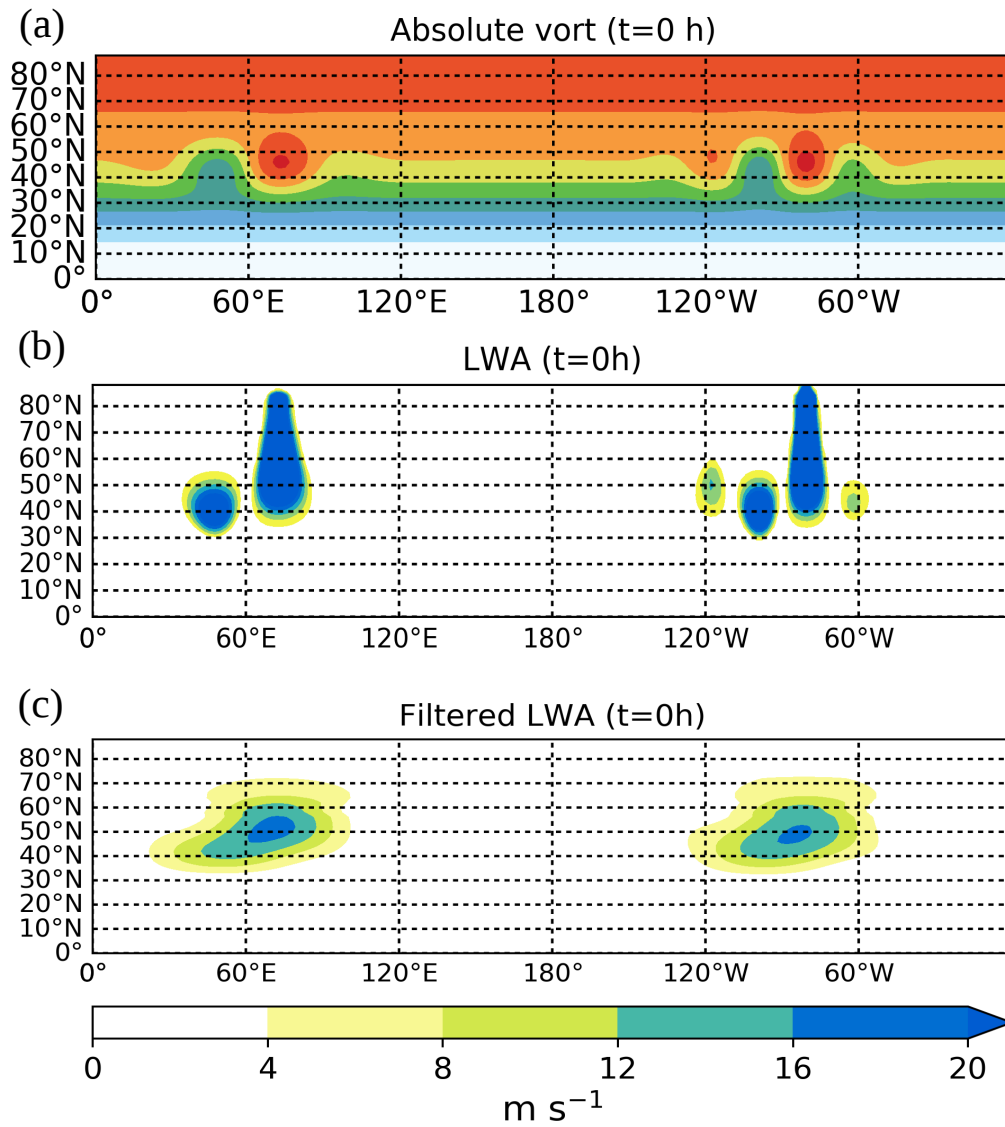 (a)
Absolute vort (t=0 h)
80°N
70°N
60°N
50°N
40°N
30°N
20°N
10°N
0°
0° 60°E 120°E 180° 120°W 60°W
(b)
LWA (t=0h)
80°N
70°N
60°N
50°N
40°N
30°N
20°N
10°N
0°
0° 60°E 120°E 180° 120°W 60°W
(c)
Filtered LWA (t=0h)
80°N
70°N
60°N
50°N
40°N
30°N
20°N
10°N
0°
0° 60°E 120°E 180° 120°W 60°W
0 4 8 12 16 20
m s⁻¹